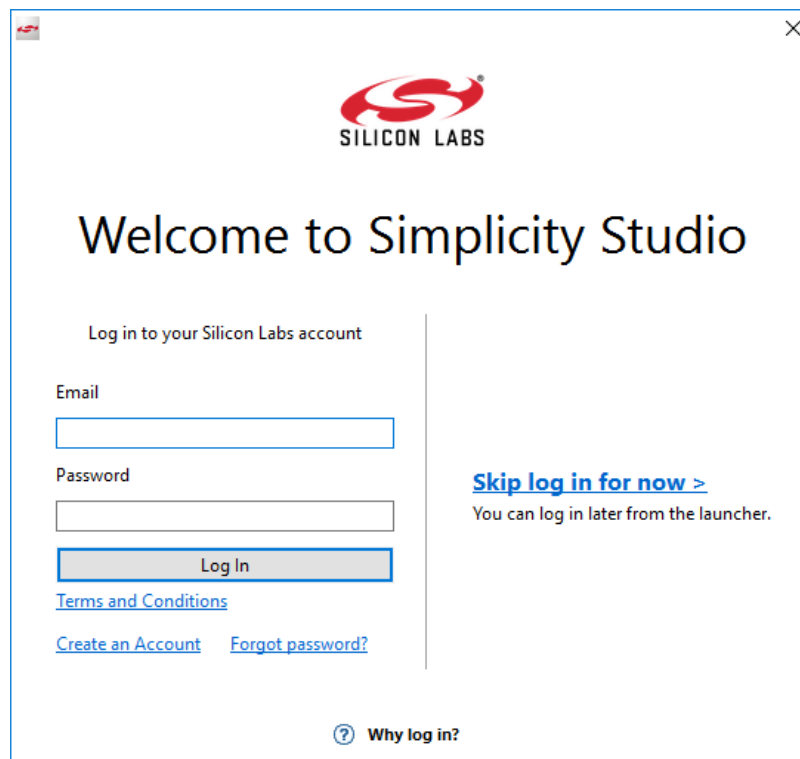 SILICON LABS
Welcome to Simplicity Studio
Log in to your Silicon Labs account
Email
Password
Log In
Terms and Conditions
Create an Account Forgot password?
Skip log in for now >
You can log in later from the launcher.
? Why log in?